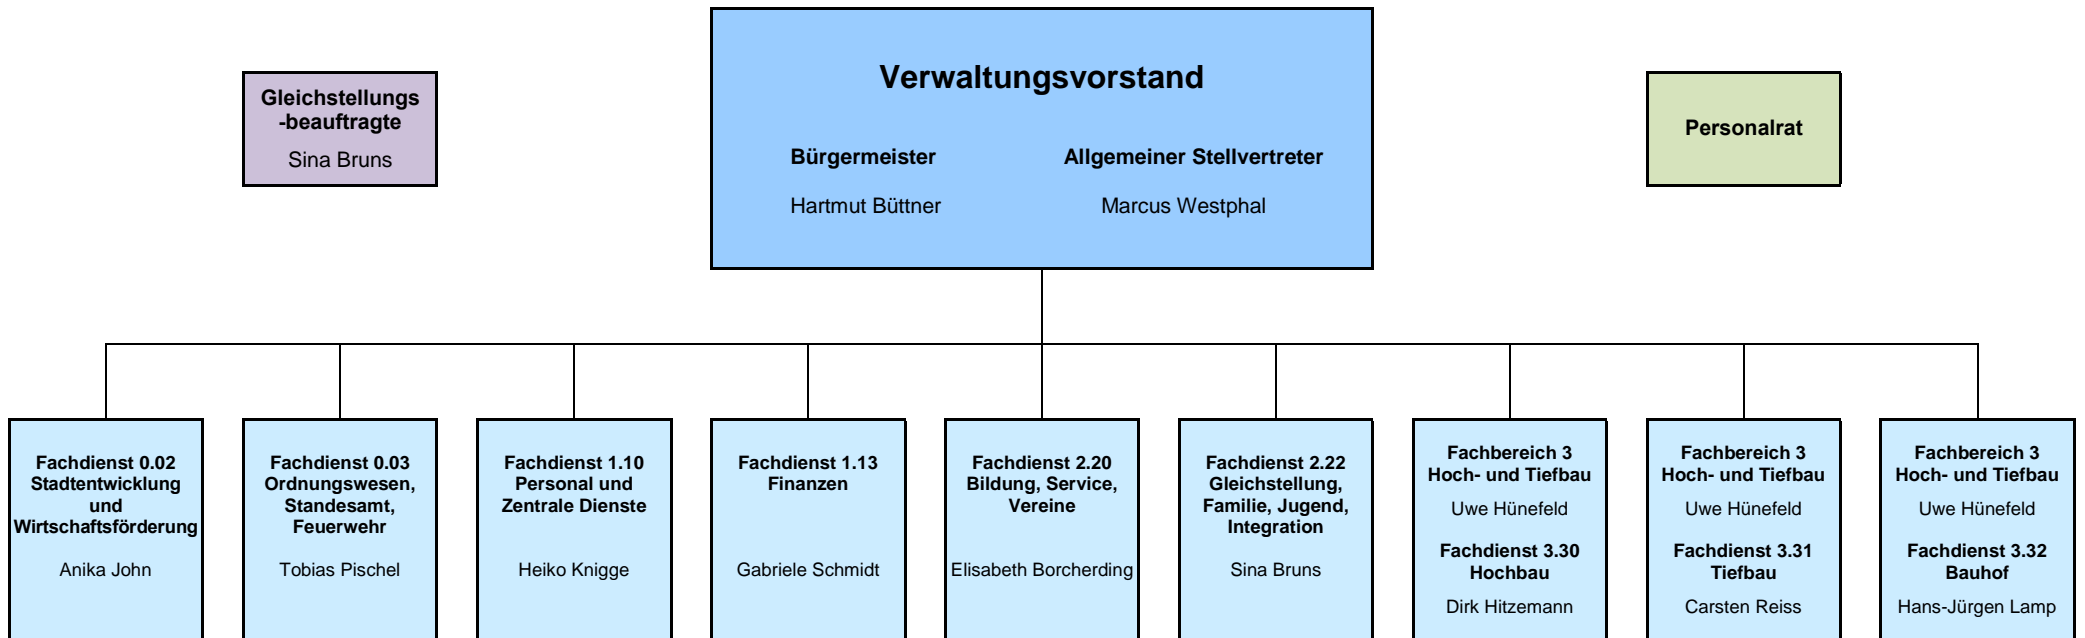 Verwaltungsvorstand
Bürgermeister
Hartmut Büttner
Allgemeiner Stellvertreter
Marcus Westphal
Gleichstellungs
-beauftragte
Sina Bruns
Personalrat
Fachdienst 0.02
Stadtentwicklung
und
Wirtschaftsförderung
Anika John
Fachdienst 0.03
Ordnungswesen,
Standesamt,
Feuerwehr
Tobias Pischel
Fachdienst 1.10
Personal und
Zentrale Dienste
Heiko Knigge
Fachdienst 1.13
Finanzen
Gabriele Schmidt
Fachdienst 2.20
Bildung, Service,
Vereine
Elisabeth Borcherding
Fachdienst 2.22
Gleichstellung,
Familie, Jugend,
Integration
Sina Bruns
Fachbereich 3
Hoch- und Tiefbau
Uwe Hünefeld
Fachdienst 3.30
Hochbau
Dirk Hitzemann
Fachbereich 3
Hoch- und Tiefbau
Uwe Hünefeld
Fachdienst 3.31
Tiefbau
Carsten Reiss
Fachbereich 3
Hoch- und Tiefbau
Uwe Hünefeld
Fachdienst 3.32
Bauhof
Hans-Jürgen Lamp